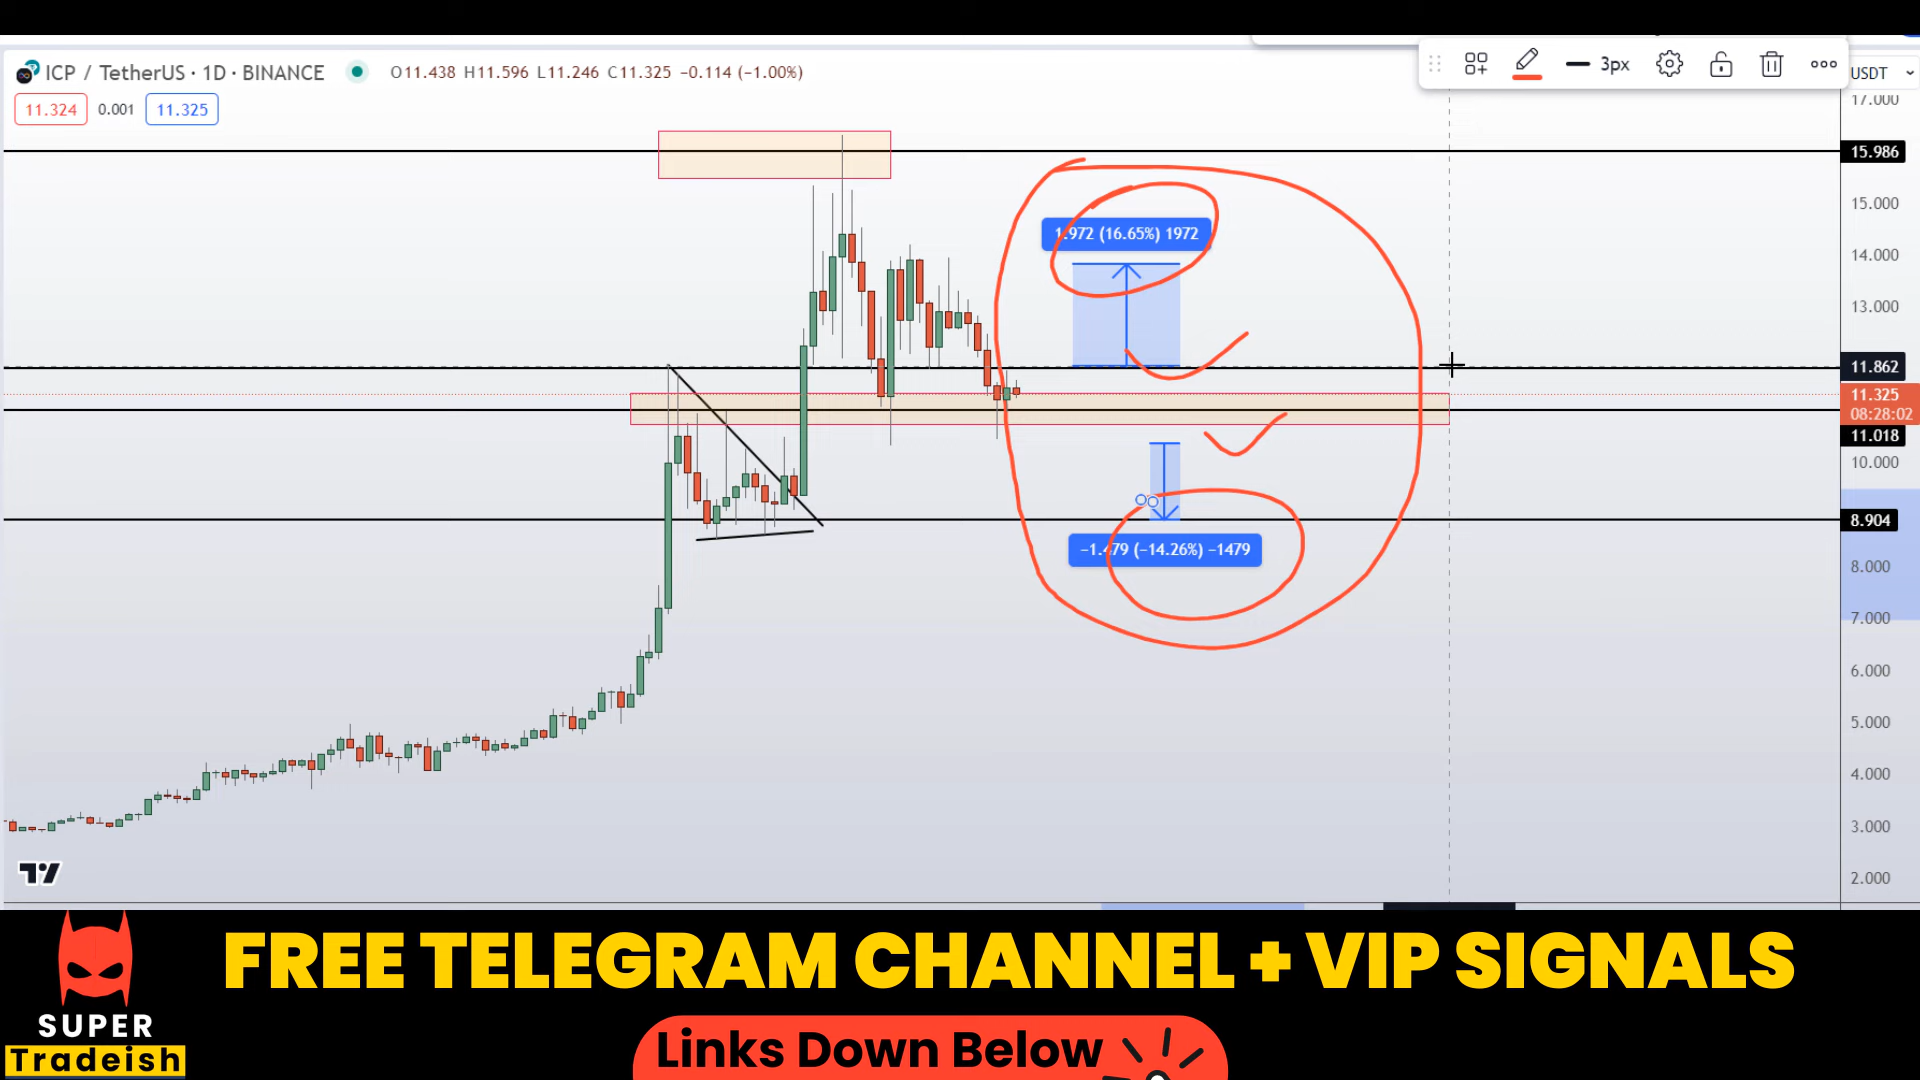 3px
USDT
ICP / TetherUS · 1D · BINANCE O11.438 H11.596 L11.246 C11.325 −0.114 (−1.00%)
11.324 0.001 11.325
17.000
15.986
15.000
14.000
13.000
11.862
11.325
08:28:02
11.018
10.000
8.904
8.000
7.000
6.000
5.000
4.000
3.000
2.000
1.972 (16.65%) 1972
−1.479 (−14.26%) −1479
FREE TELEGRAM CHANNEL + VIP SIGNALS
SUPER
Tradeish
Links Down Below